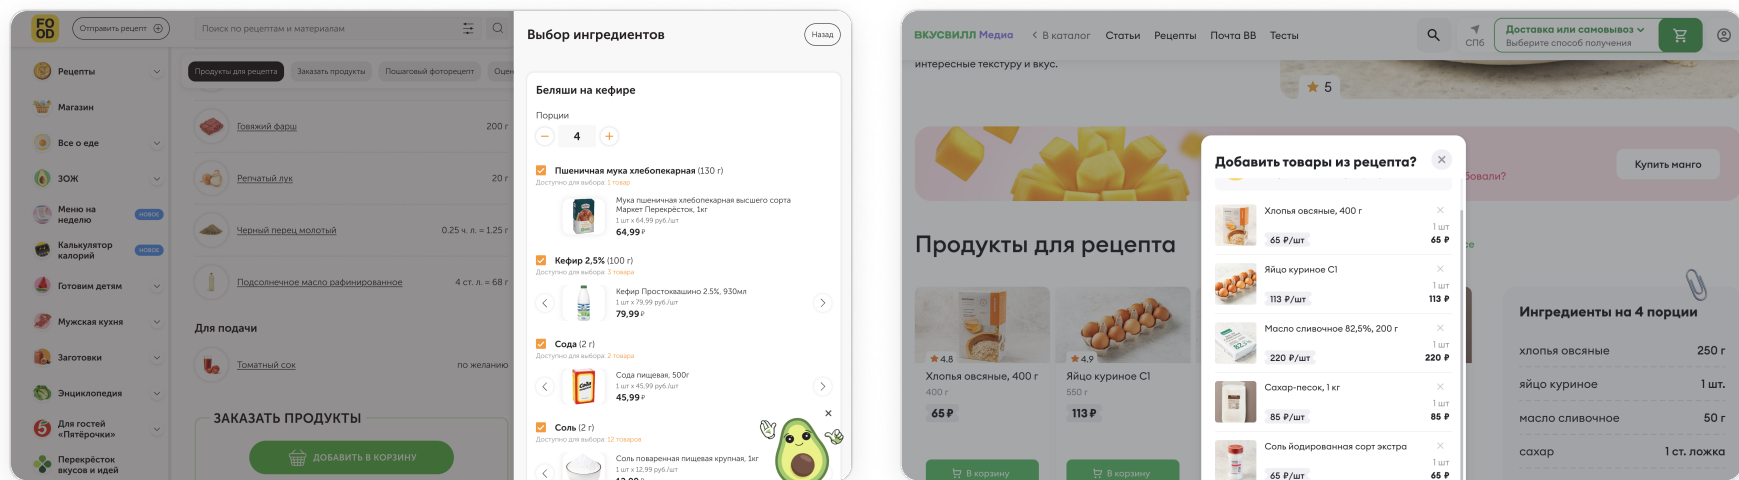 FO
OD
Отправить рецепт
Поиск по рецептам и материалам
Рецепты
Магазин
Все о еде
ЗОЖ
Меню на
неделю
НОВОЕ
Калькулятор
калорий
НОВОЕ
Готовим детям
Мужская кухня
Заготовки
Энциклопедия
Для гостей
«Пятёрочки»
Перекрёсток
вкусов и идей
Продукты для рецепта
Заказать продукты
Пошаговый фоторецепт
Оцен
Говяжий фарш 200 г
Репчатый лук 20 г
Черный перец молотый 0.25 ч. л. = 1.25 г
Подсолнечное масло рафинированное 4 ст. л. = 68 г
Для подачи
Томатный сок по желанию
ЗАКАЗАТЬ ПРОДУКТЫ
ДОБАВИТЬ В КОРЗИНУ
Выбор ингредиентов
Назад
Беляши на кефире
Порции
− 4 +
Пшеничная мука хлебопекарная (130 г)
Доступно для выбора: 1 товар
Мука пшеничная хлебопекарная высшего сорта
Маркет Перекрёсток, 1кг
1 шт x 64,99 руб./шт
64,99 ₽
Кефир 2,5% (100 г)
Доступно для выбора: 3 товара
Кефир Простоквашино 2.5%, 930мл
1 шт x 79,99 руб./шт
79,99 ₽
Сода (2 г)
Доступно для выбора: 2 товара
Сода пищевая, 500г
1 шт x 45,99 руб./шт
45,99 ₽
Соль (2 г)
Доступно для выбора: 12 товаров
Соль поваренная пищевая крупная, 1кг
1 шт x 12,99 руб./шт
12,99 ₽
ВКУСВИЛЛ Медиа
В каталог
Статьи
Рецепты
Почта ВВ
Тесты
СПб
Доставка или самовывоз
Выберите способ получения
интересные текстуру и вкус.
5
бовали?
Купить манго
Продукты для рецепта
се
4.8
Хлопья овсяные, 400 г
400 г
65 ₽
В корзину
4.9
Яйцо куриное С1
550 г
113 ₽
В корзину
Добавить товары из рецепта?
Хлопья овсяные, 400 г
1 шт
65 ₽/шт 65 ₽
Яйцо куриное С1
1 шт
113 ₽/шт 113 ₽
Масло сливочное 82,5%, 200 г
1 шт
220 ₽/шт 220 ₽
Сахар-песок, 1 кг
1 шт
85 ₽/шт 85 ₽
Соль йодированная сорт экстра
1 шт
65 ₽/шт 65 ₽
Ингредиенты на 4 порции
хлопья овсяные 250 г
яйцо куриное 1 шт.
масло сливочное 50 г
сахар 1 ст. ложка